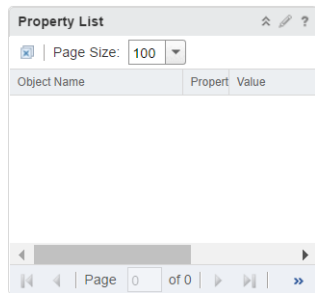 Property List ?
Page Size: 100
Object Name Propert Value
Page 0 of 0 »